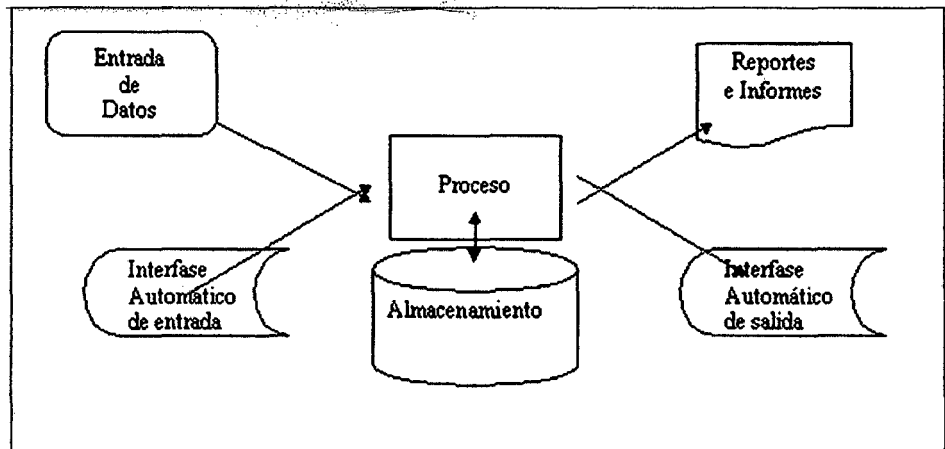 Entrada
de
Datos
Reportes
e Informes
Proceso
Interfase
Automático
de entrada
Almacenamiento
Interfase
Automático
de salida